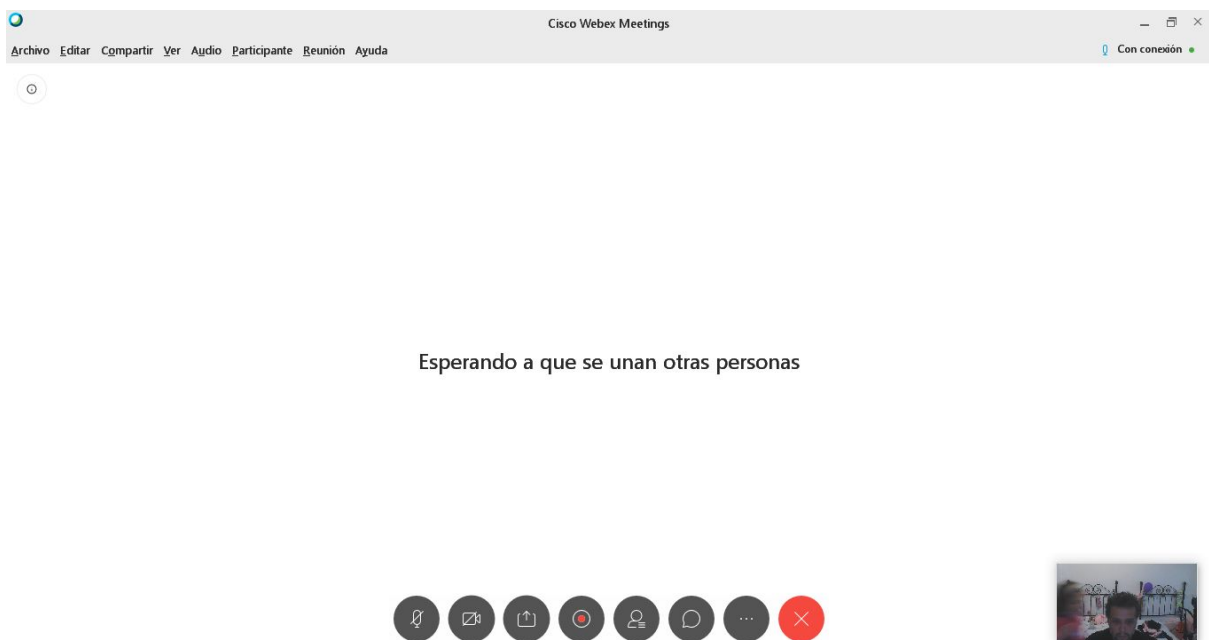 Cisco Webex Meetings
Archivo Editar Compartir Ver Audio Participante Reunión Ayuda
Con conexión
Esperando a que se unan otras personas